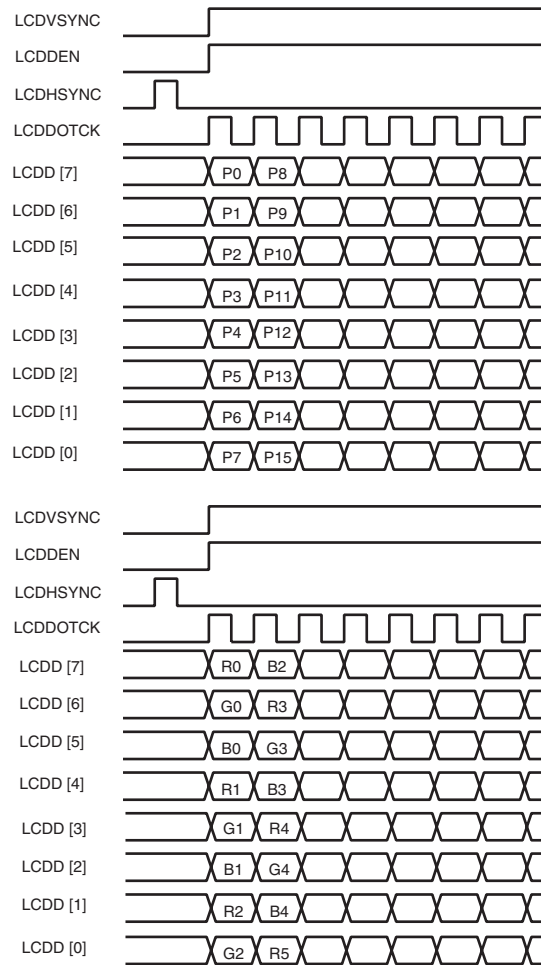 LCDVSYNC
LCDDEN
LCDHSYNC
LCDDOTCK
LCDD [7] P0 P8
LCDD [6] P1 P9
LCDD [5] P2 P10
LCDD [4] P3 P11
LCDD [3] P4 P12
LCDD [2] P5 P13
LCDD [1] P6 P14
LCDD [0] P7 P15
LCDVSYNC
LCDDEN
LCDHSYNC
LCDDOTCK
LCDD [7] R0 B2
LCDD [6] G0 R3
LCDD [5] B0 G3
LCDD [4] R1 B3
LCDD [3] G1 R4
LCDD [2] B1 G4
LCDD [1] R2 B4
LCDD [0] G2 R5